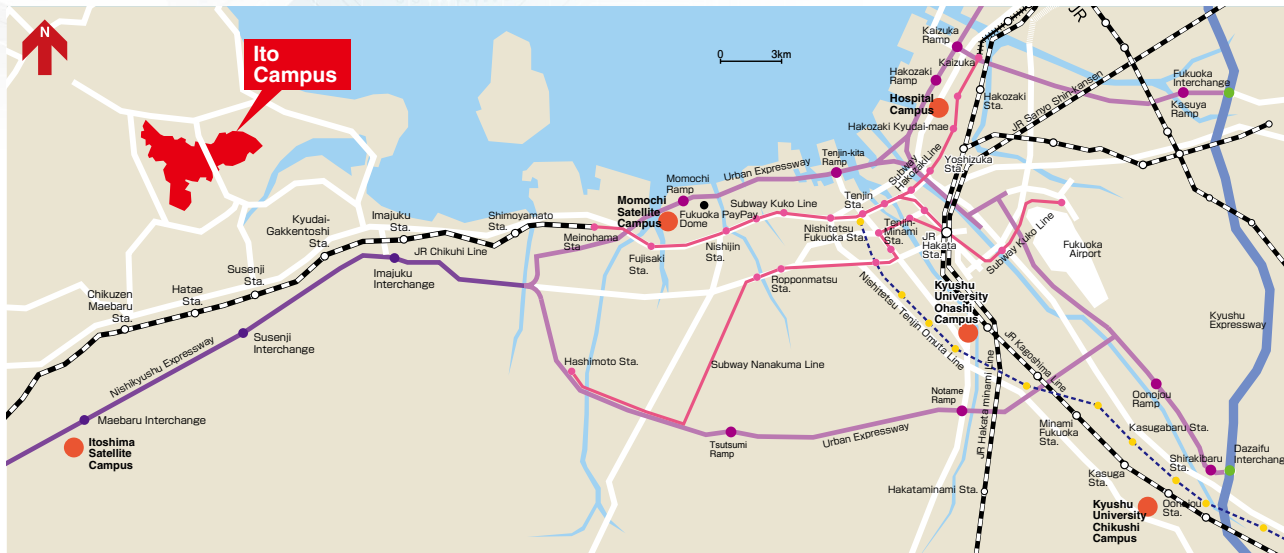 N
Ito
Campus
0 3km
Kaizuka
Ramp
Kaizuka
JR
Hakozaki
Ramp
Hakozaki
Sta.
JR Sanyo Shin-kansen
Fukuoka
Interchange
Kasuya
Ramp
Hospital
Campus
Hakozaki Kyudai-mae
Tenjin-kita
Ramp
Subway
HakozakiLine
Yoshizuka
Sta.
Urban Expressway
Momochi
Ramp
Momochi
Satellite
Campus
Fukuoka PayPay
Dome
Subway Kuko Line
Tenjin
Sta.
Nishitetsu
Fukuoka Sta.
Tenjin-
Minami
Sta.
JR
Hakata
Sta.
Subway Kuko Line
Fukuoka
Airport
Kyudai-
Gakkentoshi
Sta.
Imajuku
Sta.
Shimoyamato
Sta.
Meinohama
Sta.
Fujisaki
Sta.
Nishijin
Sta.
JR Chikuhi Line
Imajuku
Interchange
Susenji
Sta.
Hatae
Sta.
Chikuzen
Maebaru
Sta.
Ropponmatsu
Sta.
Nishitetsu Tenjin Omuta Line
Kyushu
University
Ohashi
Campus
Kyushu
Expressway
Susenji
Interchange
Nishikyushu Expressway
Hashimoto Sta.
Subway Nanakuma Line
JR Kagoshima Line
JR Hakata minami Line
Notame
Ramp
Oonojou
Ramp
Maebaru Interchange
Itoshima
Satellite
Campus
Tsutsumi
Ramp
Urban Expressway
Minami
Fukuoka
Sta.
Kasugabaru Sta.
Shirakibaru
Sta.
Dazaifu
Interchang
Kasuga
Sta.
Hakataminami Sta.
Oonojou
Sta.
Kyushu
University
Chikushi
Campus